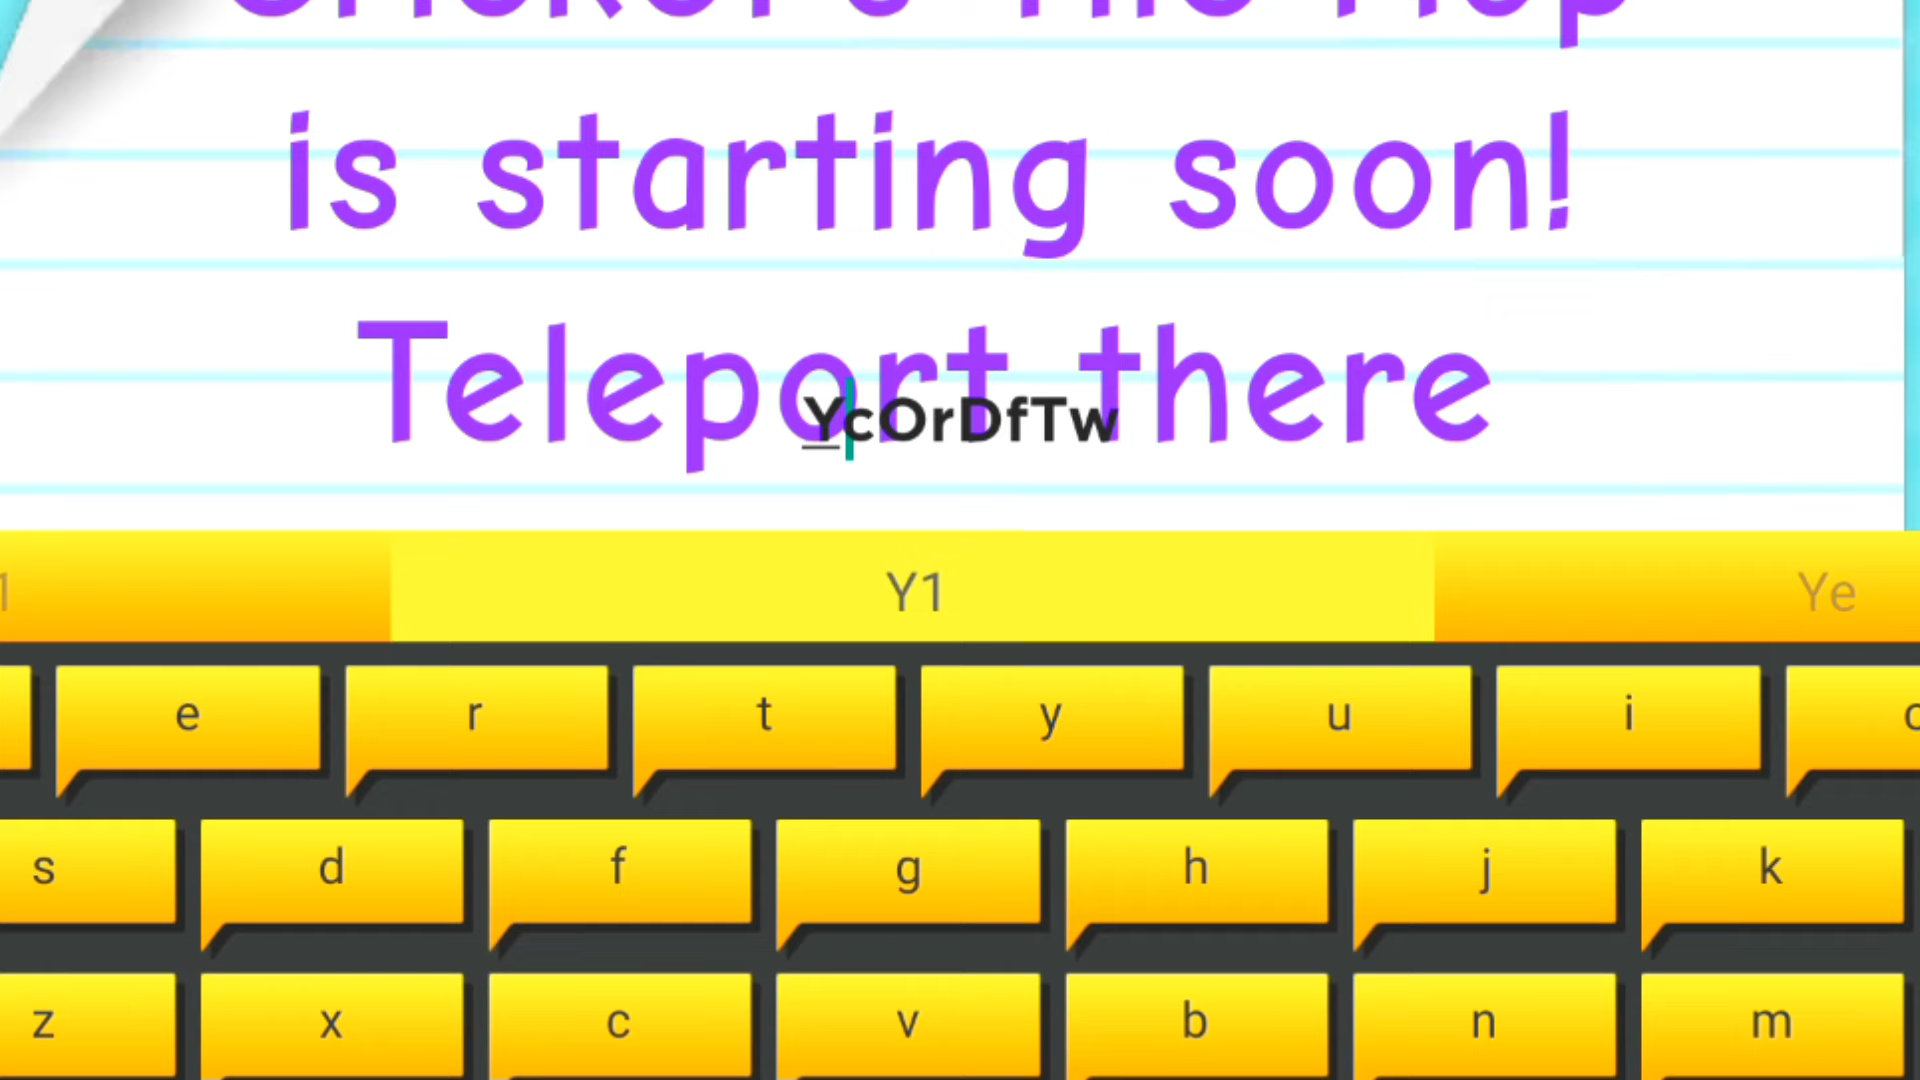 is starting soon!
Teleport there
YcOrDfTw
Y1 Ye
e r t y u i
s d f g h j k
z x c v b n m